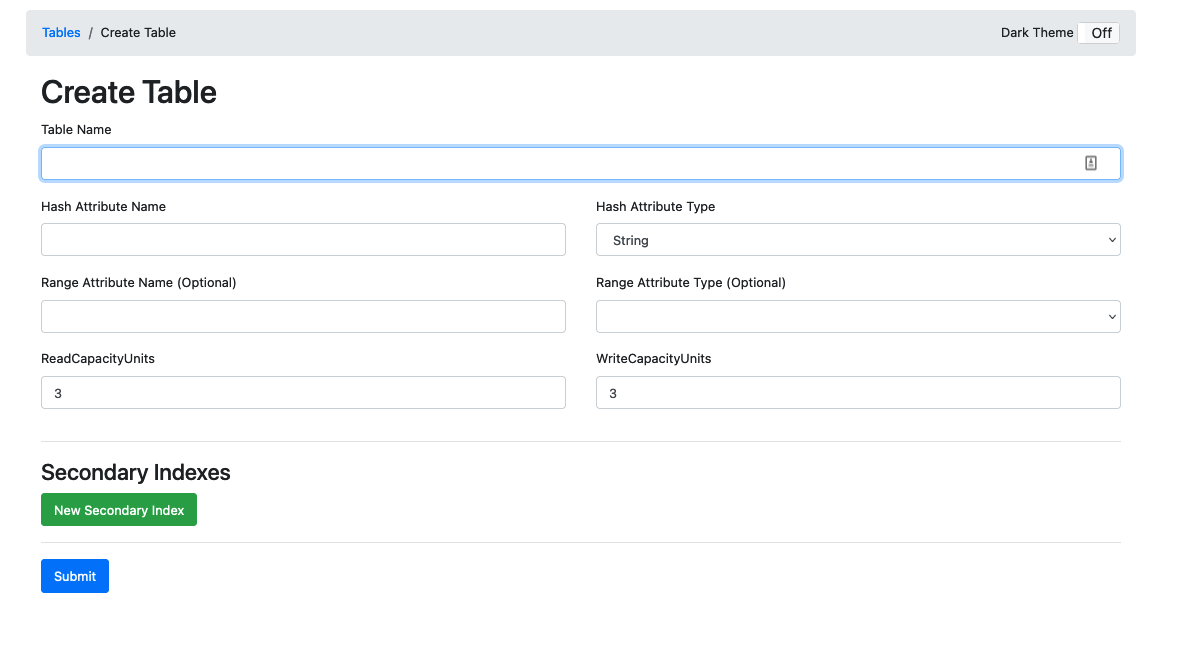 Tables / Create Table Dark Theme Off
Create Table
Table Name
Hash Attribute Name Hash Attribute Type
String
Range Attribute Name (Optional) Range Attribute Type (Optional)
ReadCapacityUnits WriteCapacityUnits
3 3
Secondary Indexes
New Secondary Index
Submit